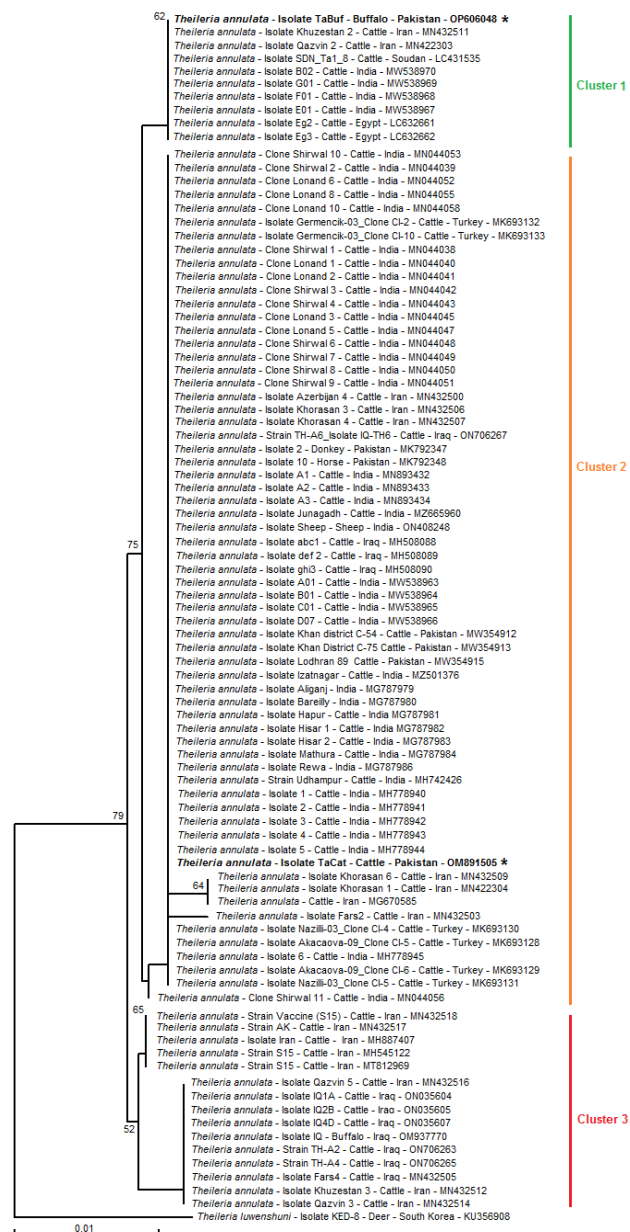 62
Theileria annulata - Isolate TaBuf - Buffalo - Pakistan - OP606048 *
Theileria annulata - Isolate Khuzestan 2 - Cattle - Iran - MN432511
Theileria annulata - Isolate Qazvin 2 - Cattle - Iran - MN422303
Theileria annulata - Isolate SDN_Ta1_8 - Cattle - Soudan - LC431535
Theileria annulata - Isolate B02 - Cattle - India - MW538970
Theileria annulata - Isolate G01 - Cattle - India - MW538969
Theileria annulata - Isolate F01 - Cattle - India - MW538968
Theileria annulata - Isolate E01 - Cattle - India - MW538967
Theileria annulata - Isolate Eg2 - Cattle - Egypt - LC632661
Theileria annulata - Isolate Eg3 - Cattle - Egypt - LC632662
Cluster 1
Theileria annulata - Clone Shirwal 10 - Cattle - India - MN044053
Theileria annulata - Clone Shirwal 2 - Cattle - India - MN044039
Theileria annulata - Clone Lonand 6 - Cattle - India - MN044052
Theileria annulata - Clone Lonand 8 - Cattle - India - MN044055
Theileria annulata - Clone Lonand 10 - Cattle - India - MN044058
Theileria annulata - Isolate Germencik-03_Clone Cl-2 - Cattle - Turkey - MK693132
Theileria annulata - Isolate Germencik-03_Clone Cl-10 - Cattle - Turkey - MK693133
Theileria annulata - Clone Shirwal 1 - Cattle - India - MN044038
Theileria annulata - Clone Lonand 1 - Cattle - India - MN044040
Theileria annulata - Clone Lonand 2 - Cattle - India - MN044041
Theileria annulata - Clone Shirwal 3 - Cattle - India - MN044042
Theileria annulata - Clone Shirwal 4 - Cattle - India - MN044043
Theileria annulata - Clone Lonand 3 - Cattle - India - MN044045
Theileria annulata - Clone Lonand 5 - Cattle - India - MN044047
Theileria annulata - Clone Shirwal 6 - Cattle - India - MN044048
Theileria annulata - Clone Shirwal 7 - Cattle - India - MN044049
Theileria annulata - Clone Shirwal 8 - Cattle - India - MN044050
Theileria annulata - Clone Shirwal 9 - Cattle - India - MN044051
Theileria annulata - Isolate Azerbijan 4 - Cattle - Iran - MN432500
Theileria annulata - Isolate Khorasan 3 - Cattle - Iran - MN432506
Theileria annulata - Isolate Khorasan 4 - Cattle - Iran - MN432507
Theileria annulata - Strain TH-A6_Isolate IQ-TH6 - Cattle - Iraq - ON706267
Theileria annulata - Isolate 2 - Donkey - Pakistan - MK792347
Theileria annulata - Isolate 10 - Horse - Pakistan - MK792348
Theileria annulata - Isolate A1 - Cattle - India - MN893432
Theileria annulata - Isolate A2 - Cattle - India - MN893433
Theileria annulata - Isolate A3 - Cattle - India - MN893434
Theileria annulata - Isolate Junagadh - Cattle - India - MZ665960
Theileria annulata - Isolate Sheep - Sheep - India - ON408248
Theileria annulata - Isolate abc1 - Cattle - Iraq - MH508088
Theileria annulata - Isolate def 2 - Cattle - Iraq - MH508089
Theileria annulata - Isolate ghi3 - Cattle - Iraq - MH508090
Theileria annulata - Isolate A01 - Cattle - India - MW538963
Theileria annulata - Isolate B01 - Cattle - India - MW538964
Theileria annulata - Isolate C01 - Cattle - India - MW538965
Theileria annulata - Isolate D07 - Cattle - India - MW538966
Theileria annulata - Isolate Khan district C-54 - Cattle - Pakistan - MW354912
Theileria annulata - Isolate Khan District C-75 Cattle - Pakistan - MW354913
Theileria annulata - Isolate Lodhran 89 Cattle - Pakistan - MW354915
Theileria annulata - Isolate Izatnagar - Cattle - India - MZ501376
Theileria annulata - Isolate Aliganj - India - MG787979
Theileria annulata - Isolate Bareilly - India - MG787980
Theileria annulata - Isolate Hapur - Cattle - India MG787981
Theileria annulata - Isolate Hisar 1 - Cattle - India MG787982
Theileria annulata - Isolate Hisar 2 - Cattle - India - MG787983
Theileria annulata - Isolate Mathura - Cattle - India - MG787984
Theileria annulata - Isolate Rewa - India - MG787986
Theileria annulata - Strain Udhampur - Cattle - India - MH742426
Theileria annulata - Isolate 1 - Cattle - India - MH778940
Theileria annulata - Isolate 2 - Cattle - India - MH778941
Theileria annulata - Isolate 3 - Cattle - India - MH778942
Theileria annulata - Isolate 4 - Cattle - India - MH778943
Theileria annulata - Isolate 5 - Cattle - India - MH778944
Theileria annulata - Isolate TaCat - Cattle - Pakistan - OM891505 *
64
Theileria annulata - Isolate Khorasan 6 - Cattle - Iran - MN432509
Theileria annulata - Isolate Khorasan 1 - Cattle - Iran - MN422304
Theileria annulata - Cattle - Iran - MG670585
Theileria annulata - Isolate Fars2 - Cattle - Iran - MN432503
Theileria annulata - Isolate Nazilli-03_Clone Cl-4 - Cattle - Turkey - MK693130
Theileria annulata - Isolate Akacaova-09_Clone Cl-5 - Cattle - Turkey - MK693128
Theileria annulata - Isolate 6 - Cattle - India - MH778945
Theileria annulata - Isolate Akacaova-09_Clone Cl-6 - Cattle - Turkey - MK693129
Theileria annulata - Isolate Nazilli-03_Clone Cl-5 - Cattle - Turkey - MK693131
Theileria annulata - Clone Shirwal 11 - Cattle - India - MN044056
Cluster 2
75
79
65
Theileria annulata - Strain Vaccine (S15) - Cattle - Iran - MN432518
Theileria annulata - Strain AK - Cattle - Iran - MN432517
Theileria annulata - Isolate Iran - Cattle - Iran - MH887407
Theileria annulata - Strain S15 - Cattle - Iran - MH545122
Theileria annulata - Strain S15 - Cattle - Iran - MT812969
52
Theileria annulata - Isolate Qazvin 5 - Cattle - Iran - MN432516
Theileria annulata - Isolate IQ1A - Cattle - Iraq - ON035604
Theileria annulata - Isolate IQ2B - Cattle - Iraq - ON035605
Theileria annulata - Isolate IQ4D - Cattle - Iraq - ON035607
Theileria annulata - Isolate IQ - Buffalo - Iraq - OM937770
Theileria annulata - Strain TH-A2 - Cattle - Iraq - ON706263
Theileria annulata - Strain TH-A4 - Cattle - Iraq - ON706265
Theileria annulata - Isolate Fars4 - Cattle - Iraq - MN432505
Theileria annulata - Isolate Khuzestan 3 - Cattle - Iran - MN432512
Theileria annulata - Isolate Qazvin 3 - Cattle - Iran - MN432514
Cluster 3
Theileria luwenshuni - Isolate KED-8 - Deer - South Korea - KU356908
0.01